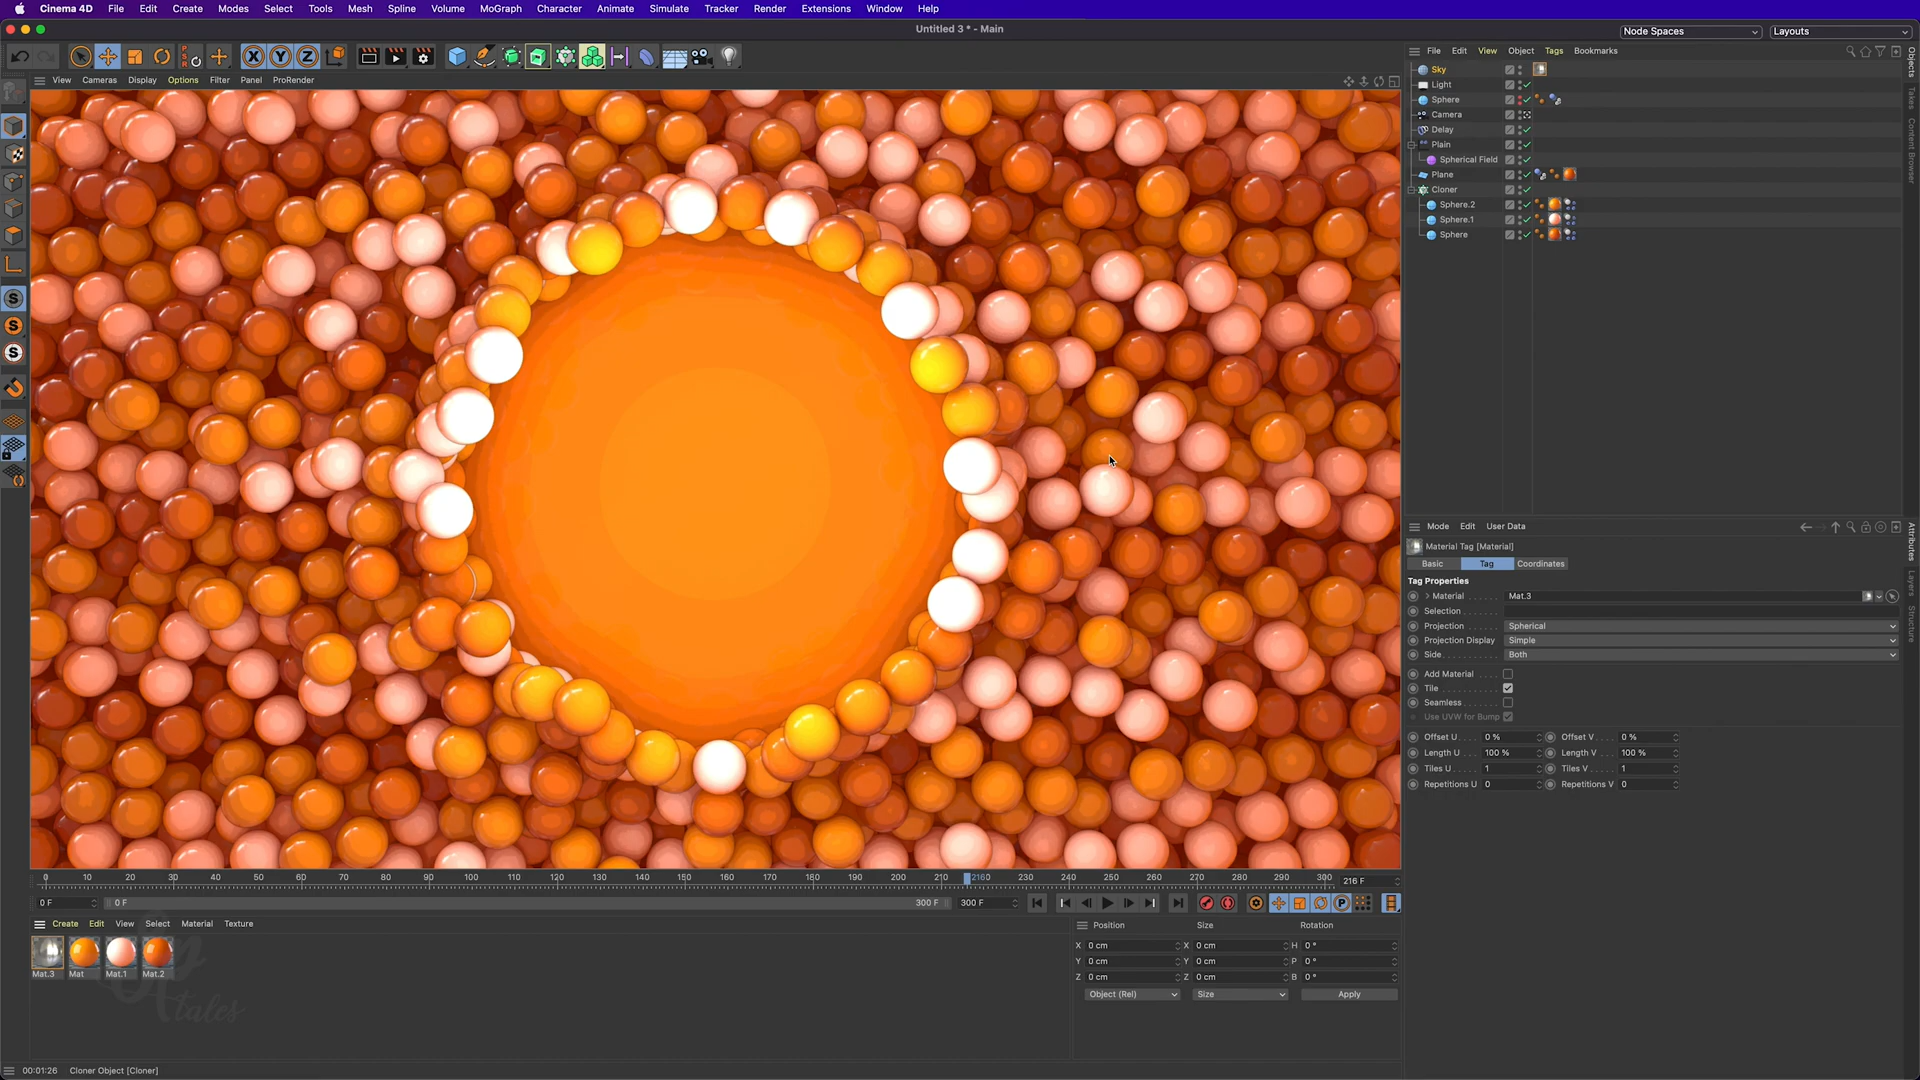 Cinema 4D File Edit Create Modes Select Tools Mesh Spline Volume MoGraph Character Animate Simulate Tracker Render Extensions Window Help
Untitled 3 * - Main
Node Spaces
Layouts
View Cameras Display Options Filter Panel ProRender
File Edit View Object Tags Bookmarks
Sky
Light
Sphere
Camera
Delay
Plain
Spherical Field
Plane
Cloner
Sphere.2
Sphere.1
Sphere
Objects
Takes
Content Browser
Mode Edit User Data
Material Tag [Material]
Basic Tag Coordinates
Tag Properties
Material Mat.3
Selection
Projection Spherical
Projection Display Simple
Side Both
Add Material
Tile
Seamless
Use UVW for Bump
Offset U 0 % Offset V 0 %
Length U 100 % Length V 100 %
Tiles U 1 Tiles V 1
Repetitions U 0 Repetitions V 0
Attributes
Layers
Structure
0 10 20 30 40 50 60 70 80 90 100 110 120 130 140 150 160 170 180 190 200 210 2160 230 240 250 260 270 280 290 300 216 F
0 F 0 F 300 F 300 F
Create Edit View Select Material Texture
Mat.3 Mat Mat.1 Mat.2
tales
Position Size Rotation
X 0 cm X 0 cm H 0 °
Y 0 cm Y 0 cm P 0 °
Z 0 cm Z 0 cm B 0 °
Object (Rel) Size Apply
00:01:26 Cloner Object [Cloner]